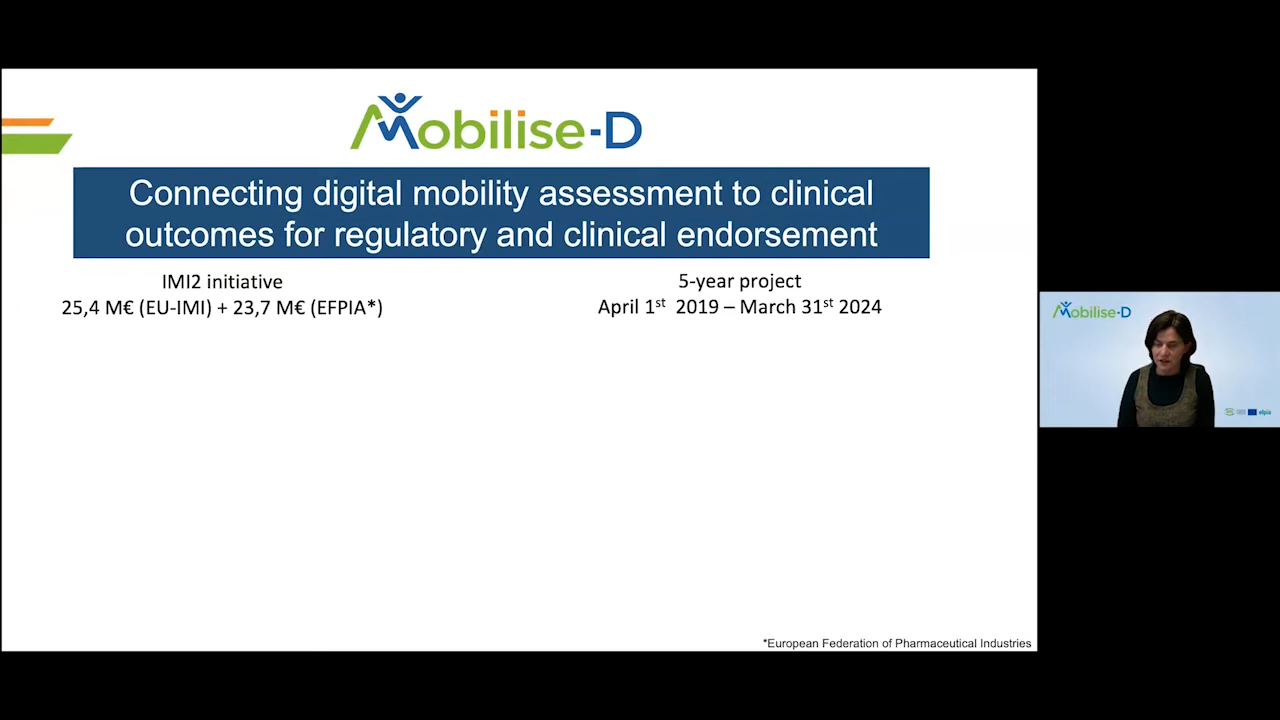 Mobilise-D
Connecting digital mobility assessment to clinical
outcomes for regulatory and clinical endorsement
IMI2 initiative
25,4 M€ (EU-IMI) + 23,7 M€ (EFPIA*)
5-year project
April 1st 2019 – March 31st 2024
Mobilise-D
efpia
*European Federation of Pharmaceutical Industries